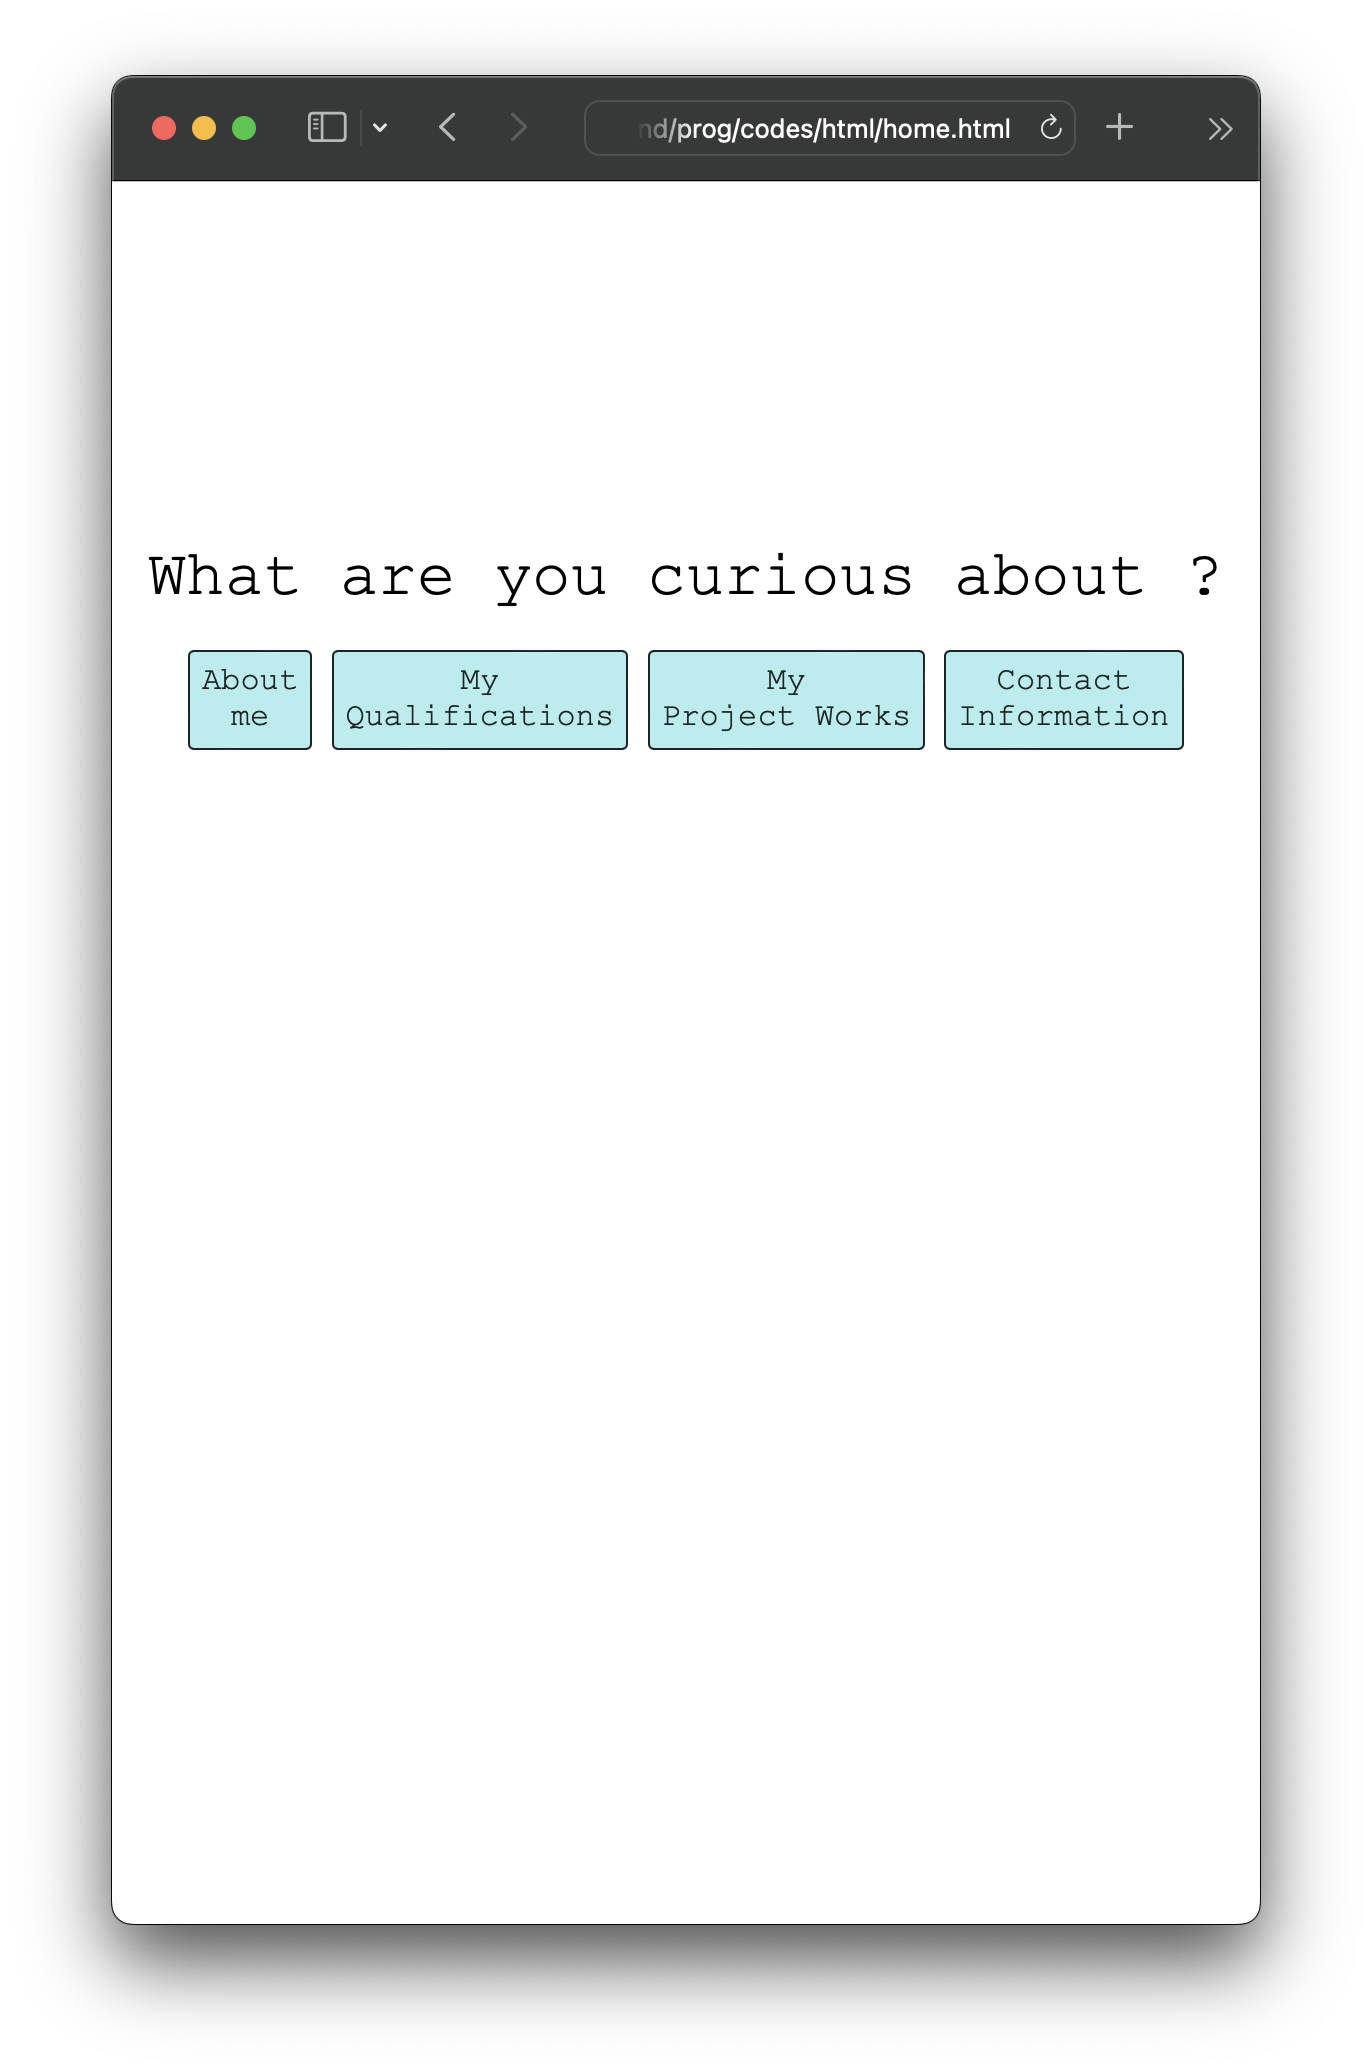 nd/prog/codes/html/home.html
What are you curious about ?
About
me
My
Qualifications
My
Project Works
Contact
Information